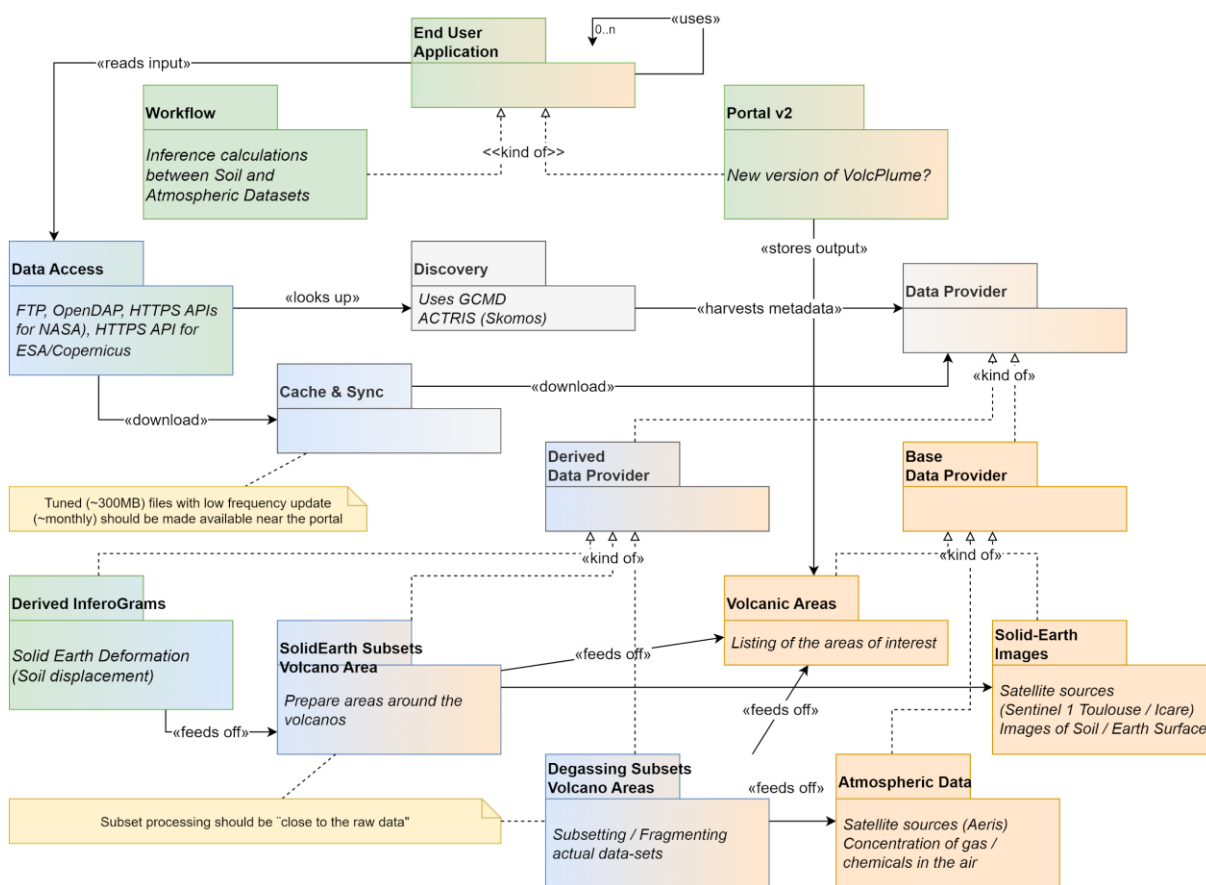 End User
Application
«uses»
0..n
«reads input»
Workflow
Inference calculations
between Soil and
Atmospheric Datasets
<<kind of>>
Portal v2
New version of VolcPlume?
«stores output»
Data Access
FTP, OpenDAP, HTTPS APIs
for NASA), HTTPS API for
ESA/Copernicus
«looks up»
Discovery
Uses GCMD
ACTRIS (Skomos)
«harvests metadata»
Data Provider
«kind of»
Cache & Sync
«download»
«download»
Tuned (~300MB) files with low frequency update
(~monthly) should be made available near the portal
Derived
Data Provider
Base
Data Provider
«kind of»
«kind of»
Derived InferoGrams
Solid Earth Deformation
(Soil displacement)
«feeds off»
SolidEarth Subsets
Volcano Area
Prepare areas around the
volcanos
«feeds off»
Volcanic Areas
Listing of the areas of interest
«feeds off»
Solid-Earth
Images
Satellite sources
(Sentinel 1 Toulouse / Icare)
Images of Soil / Earth Surface
Subset processing should be ¨close to the raw data"
Degassing Subsets
Volcano Areas
Subsetting / Fragmenting
actual data-sets
«feeds off»
Atmospheric Data
Satellite sources (Aeris)
Concentration of gas /
chemicals in the air